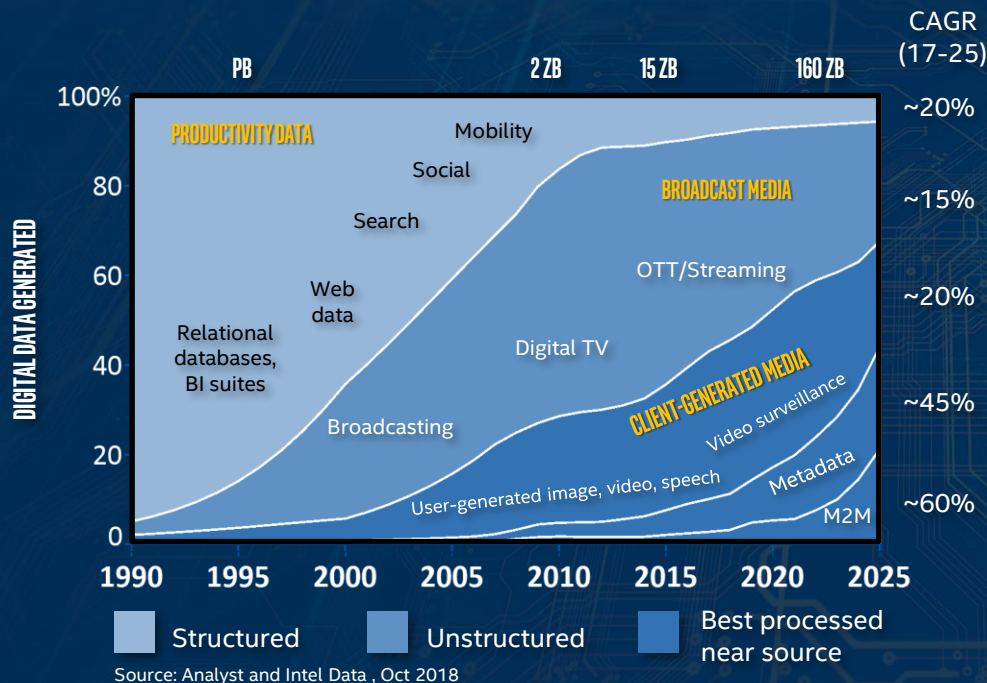 CAGR
(17-25)
PB
2 ZB
15 ZB
160 ZB
100%
80
60
40
20
0
DIGITAL DATA GENERATED
PRODUCTIVITY DATA
Mobility
Social
Search
Web
data
Relational
databases,
BI suites
Broadcasting
Digital TV
BROADCAST MEDIA
OTT/Streaming
CLIENT-GENERATED MEDIA
Video surveillance
User-generated image, video, speech
Metadata
M2M
~20%
~15%
~20%
~45%
~60%
1990
1995
2000
2005
2010
2015
2020
2025
Structured
Unstructured
Best processed
near source
Source: Analyst and Intel Data , Oct 2018